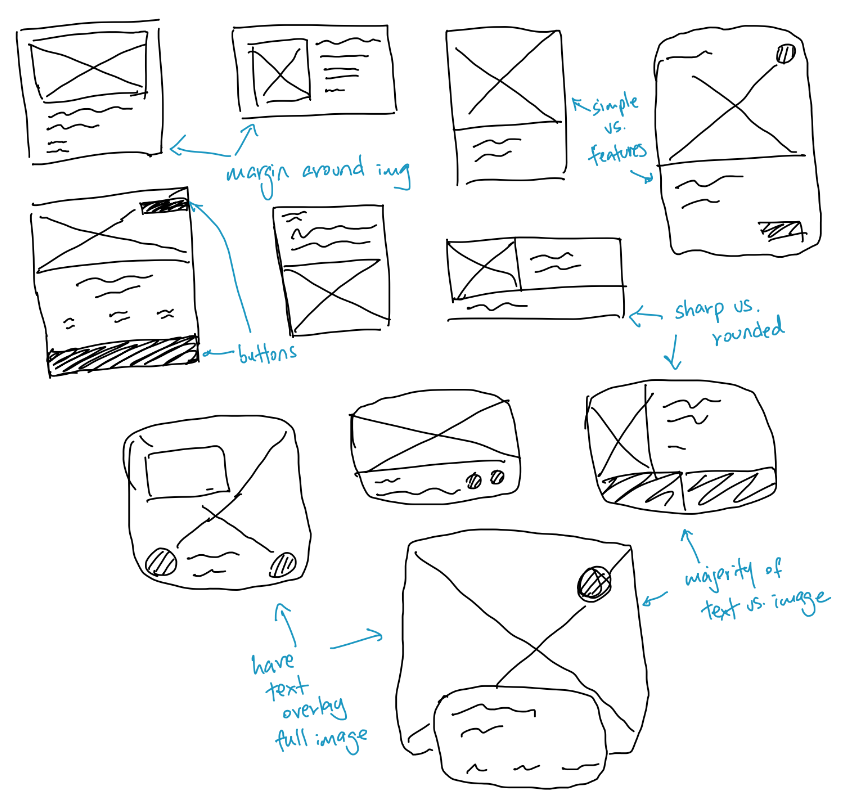 simple
vs.
features
margin around img
sharp vs.
rounded
buttons
majority of
text vs. image
have
text
overlay
full image